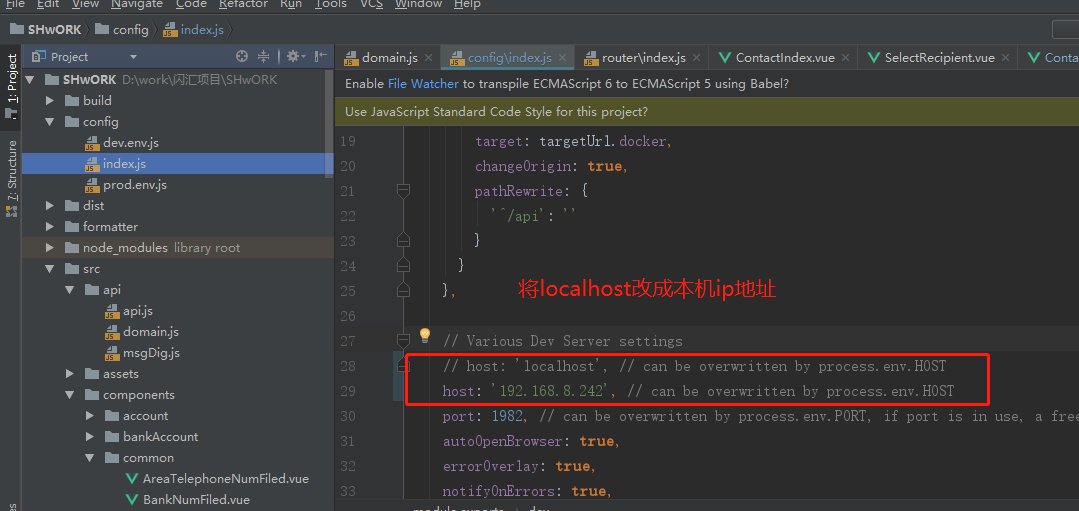 File Edit View Navigate Code Refactor Run Tools VCS Window Help
SHwORK config index.js
Project
domain.js config\index.js router\index.js ContactIndex.vue SelectRecipient.vue Conta
1: Project
7: Structure
SHwORK D:\work\闪汇项目\SHwORK
build
config
dev.env.js
index.js
prod.env.js
dist
formatter
node_modules library root
src
api
api.js
domain.js
msgDig.js
assets
components
account
bankAccount
common
AreaTelephoneNumFiled.vue
BankNumFiled.vue
Enable File Watcher to transpile ECMAScript 6 to ECMAScript 5 using Babel?
Use JavaScript Standard Code Style for this project?
19 target: targetUrl.docker,
20 changeOrigin: true,
21 pathRewrite: {
22 '^/api': ''
23 }
24 }
25 },
将localhost改成本机ip地址
26
27 // Various Dev Server settings
28 // host: 'localhost', // can be overwritten by process.env.HOST
29 host: '192.168.8.242', // can be overwritten by process.env.HOST
30 port: 1982, // can be overwritten by process.env.PORT, if port is in use, a free
31 autoOpenBrowser: true,
32 errorOverlay: true,
33 notifyOnErrors: true,
module.exports dev